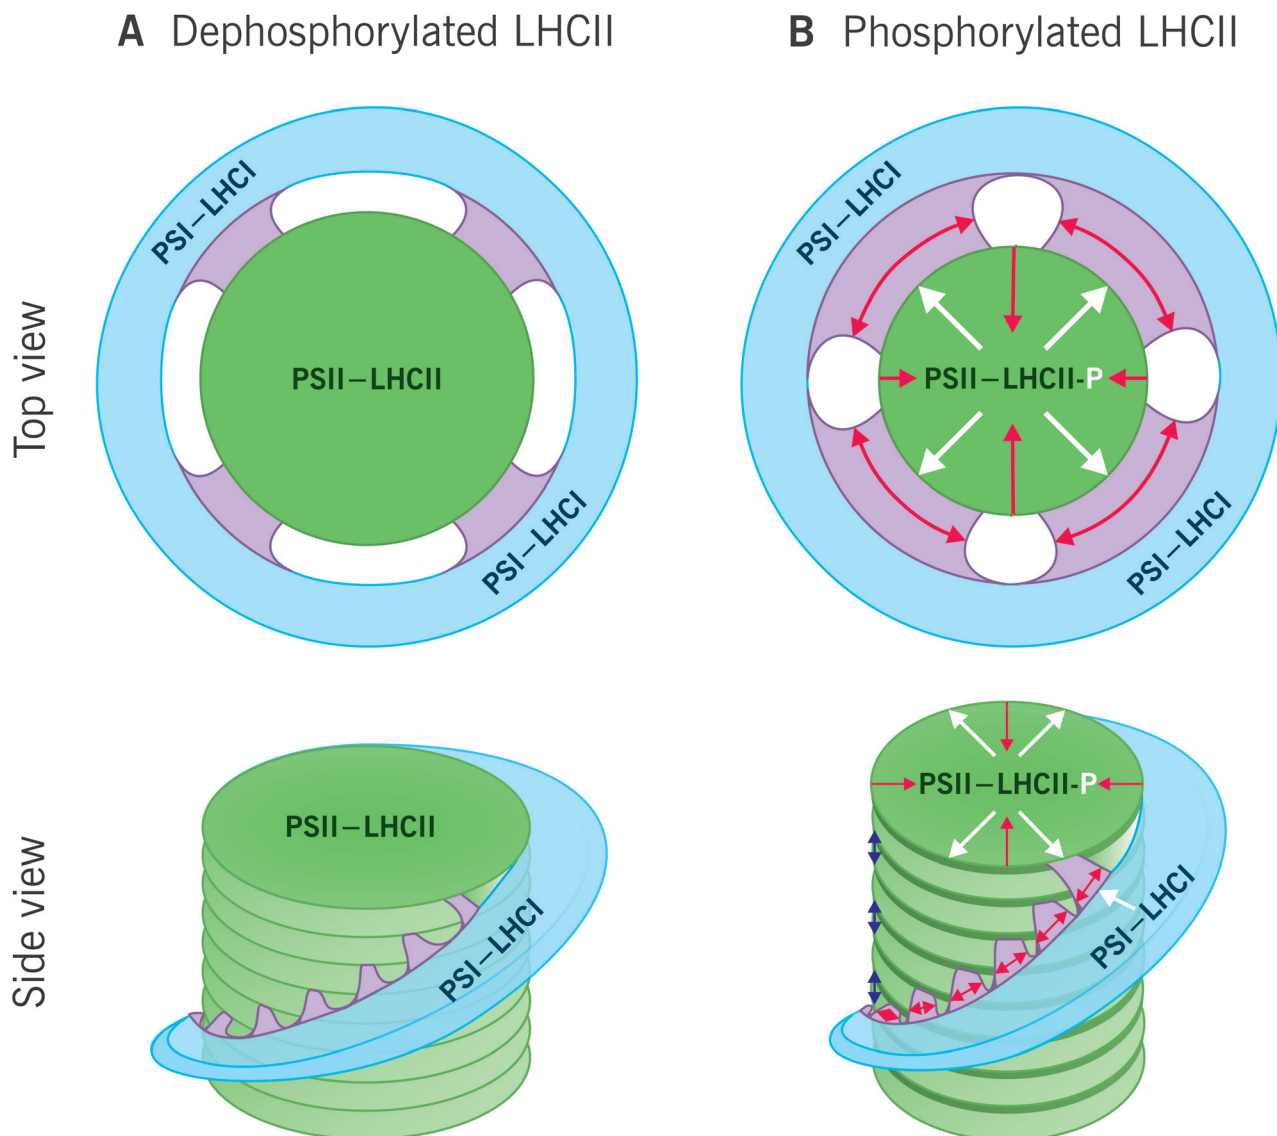 A Dephosphorylated LHCII
B Phosphorylated LHCII
Top view
PSI–LHCI
PSII–LHCII
PSI–LHCI
PSI–LHCI
PSII–LHCII-P
PSI–LHCI
Side view
PSII–LHCII
PSI–LHCI
PSII–LHCII-P
PSI–LHCI